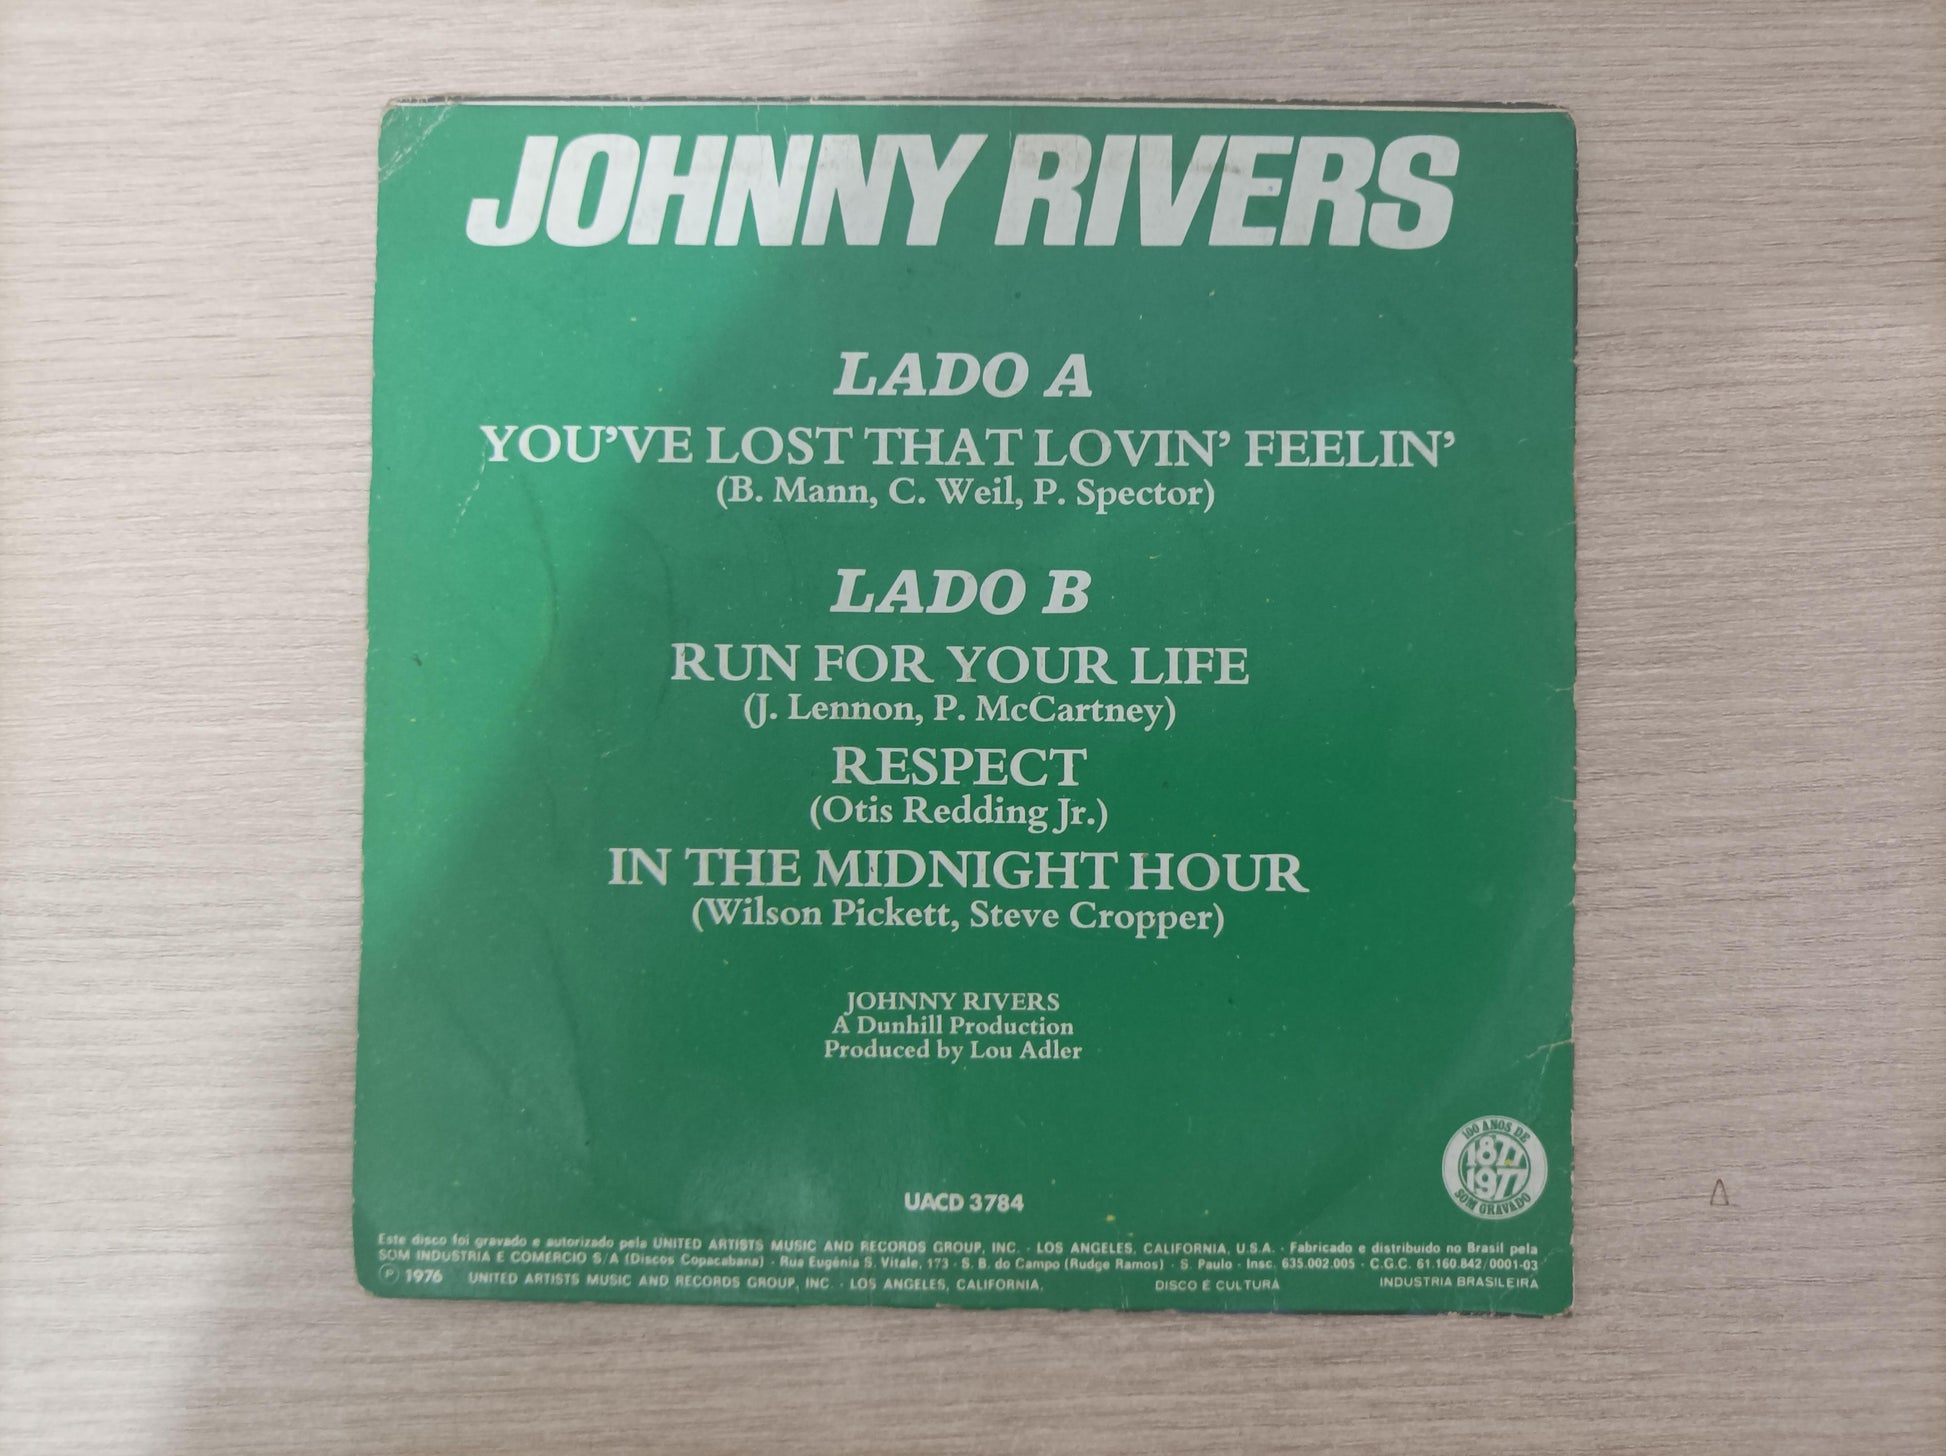 JOHNNY RIVERS
LADO A
YOU'VE LOST THAT LOVIN' FEELIN'
(B. Mann, C. Weil, P. Spector)
LADO B
RUN FOR YOUR LIFE
(J. Lennon, P. McCartney)
RESPECT
(Otis Redding Jr.)
IN THE MIDNIGHT HOUR
(Wilson Pickett, Steve Cropper)
JOHNNY RIVERS
A Dunhill Production
Produced by Lou Adler
100 ANOS DE
1877
1977
SOM GRAVADO
UACD 3784
Este disco foi gravado e autorizado pela UNITED ARTISTS MUSIC AND RECORDS GROUP, INC. - LOS ANGELES, CALIFORNIA, U.S.A. - Fabricado e distribuido no Brasil pela
SOM INDUSTRIA E COMERCIO S/A (Discos Copacabana) - Rua Eugênia S. Vitale, 173 - S. B. do Campo (Rudge Ramos) - S. Paulo - Insc. 635.002.005 - C.G.C. 61.160.842/0001-03
℗ 1976 UNITED ARTISTS MUSIC AND RECORDS GROUP, INC. - LOS ANGELES, CALIFORNIA. DISCO É CULTURA INDUSTRIA BRASILEIRA